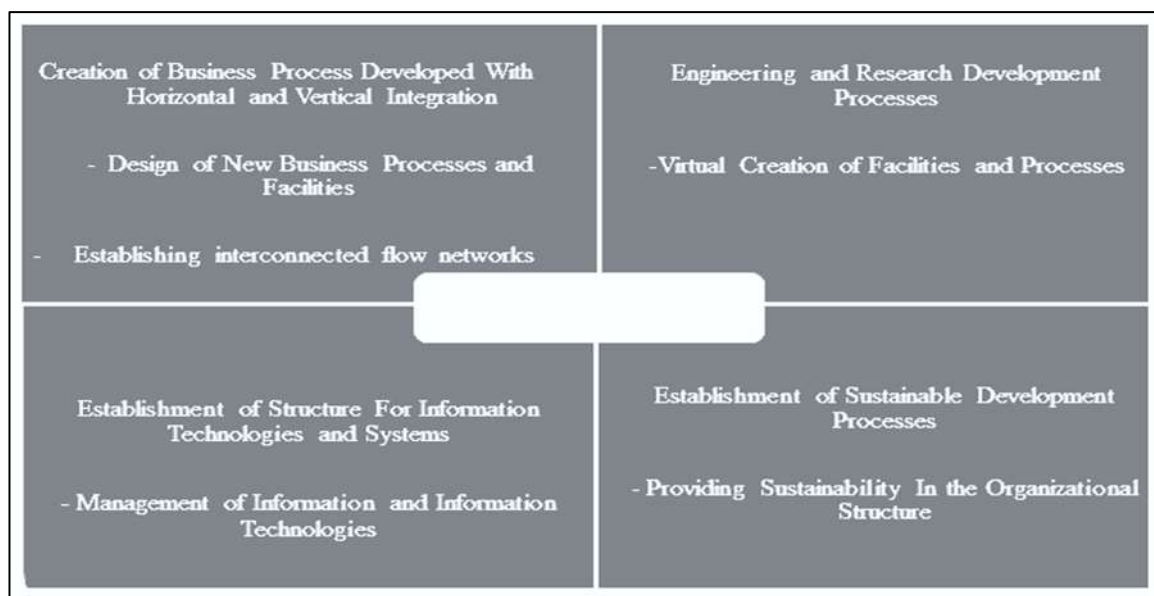 Creation of Business Process Developed With
Horizontal and Vertical Integration
- Design of New Business Processes and
Facilities
- Establishing interconnected flow networks
Engineering and Research Development
Processes
-Virtual Creation of Facilities and Processes
Establishment of Structure For Information
Technologies and Systems
- Management of Information and Information
Technologies
Establishment of Sustainable Development
Processes
- Providing Sustainability In the Organizational
Structure